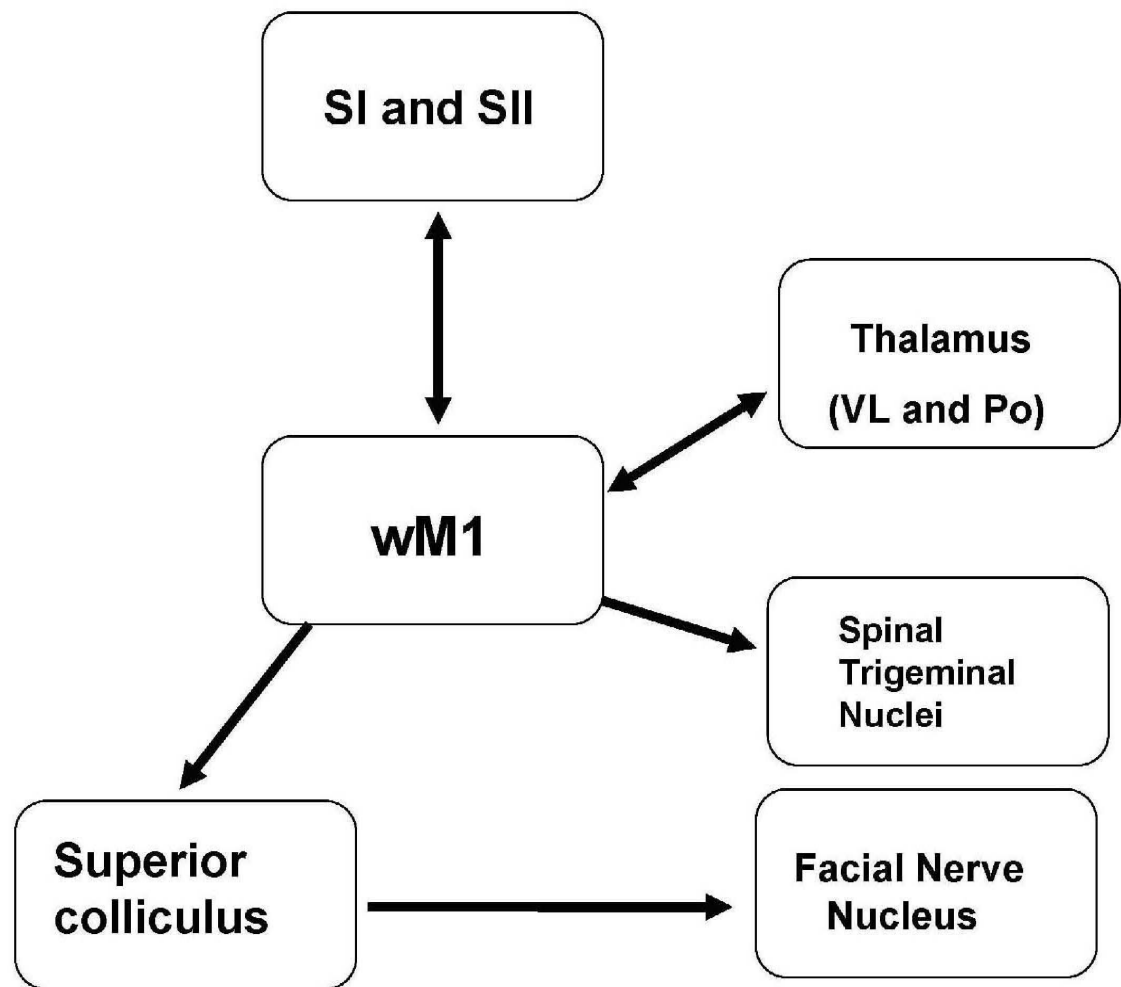 SI and SII
Thalamus
(VL and Po)
wM1
Spinal
Trigeminal
Nuclei
Superior
colliculus
Facial Nerve
Nucleus